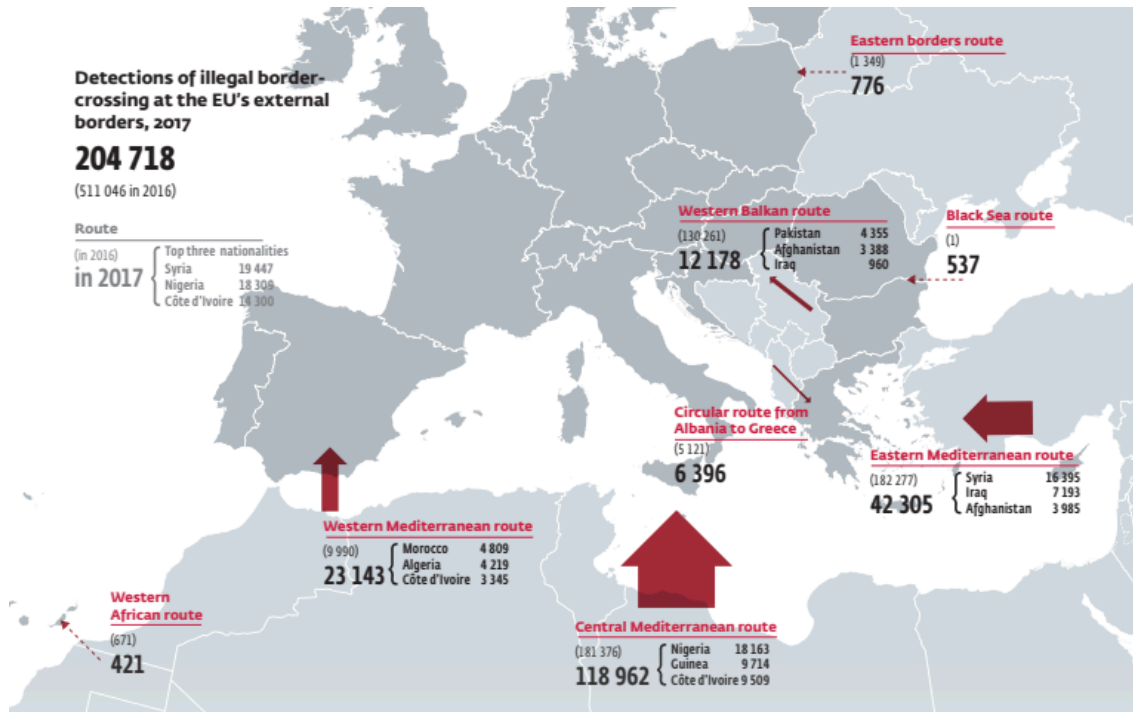 Detections of illegal border-
crossing at the EU's external
borders, 2017
204 718
(511 046 in 2016)
Route
(in 2016)
in 2017
Top three nationalities
Syria 19 447
Nigeria 18 309
Côte d'Ivoire 14 300
Eastern borders route
(1 349)
776
Western Balkan route
(130 261)
12 178
Pakistan 4 355
Afghanistan 3 388
Iraq 960
Black Sea route
(1)
537
Circular route from
Albania to Greece
(5 121)
6 396
Eastern Mediterranean route
(182 277)
42 305
Syria 16 395
Iraq 7 193
Afghanistan 3 985
Western Mediterranean route
(9 990)
23 143
Morocco 4 809
Algeria 4 219
Côte d'Ivoire 3 345
Western
African route
(671)
421
Central Mediterranean route
(181 376)
118 962
Nigeria 18 163
Guinea 9 714
Côte d'Ivoire 9 509